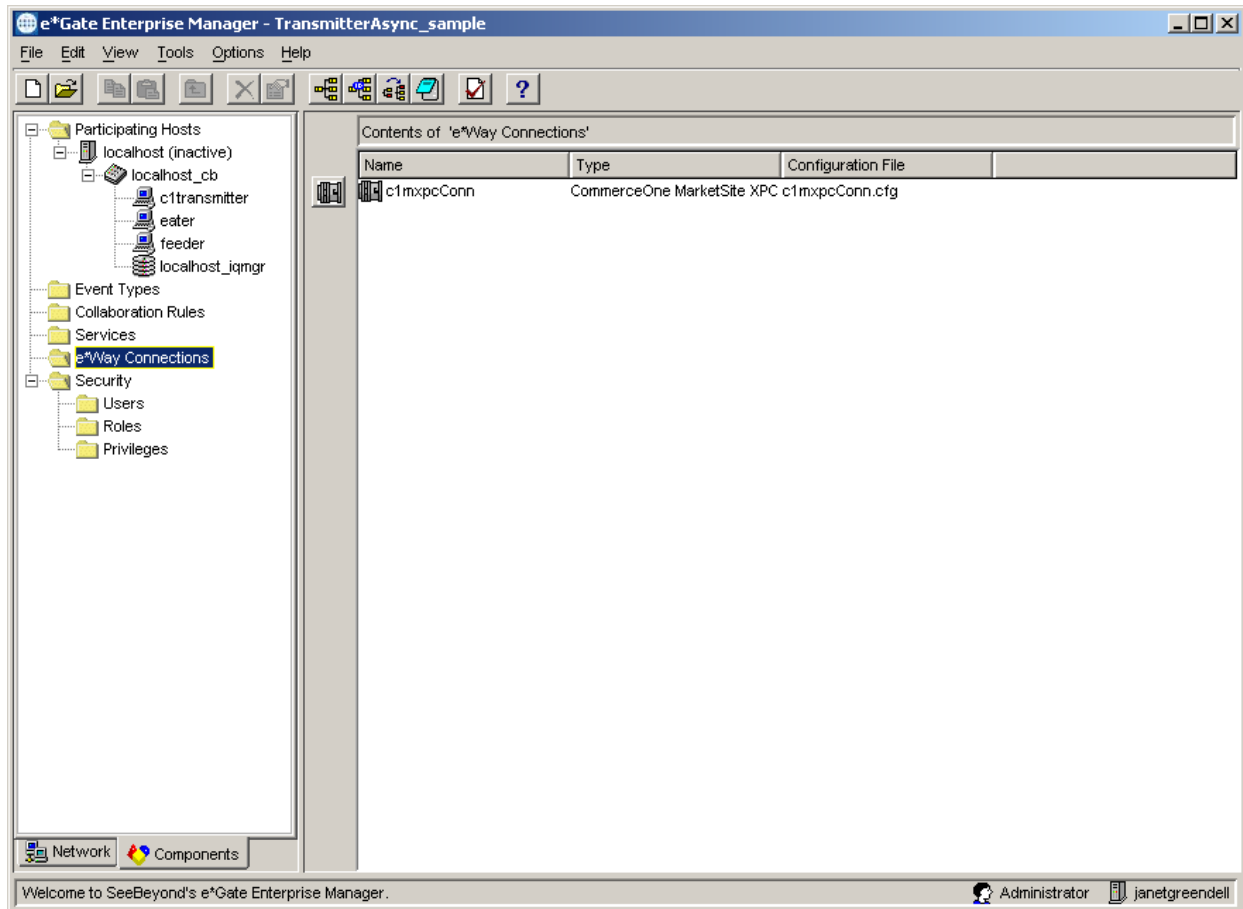 e*Gate Enterprise Manager - TransmitterAsync_sample
File Edit View Tools Options Help
Participating Hosts
localhost (inactive)
localhost_cb
c1transmitter
eater
feeder
localhost_iqmgr
Event Types
Collaboration Rules
Services
e*Way Connections
Security
Users
Roles
Privileges
Network Components
Contents of 'e*Way Connections'
Name Type Configuration File
c1mxpcConn CommerceOne MarketSite XPC c1mxpcConn.cfg
Welcome to SeeBeyond's e*Gate Enterprise Manager. Administrator janetgreendell